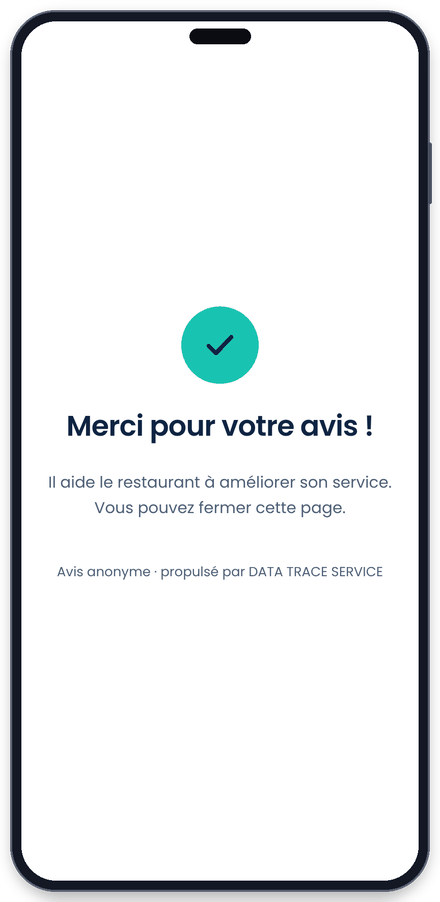 Merci pour votre avis !
Il aide le restaurant à améliorer son service.
Vous pouvez fermer cette page.
Avis anonyme · propulsé par DATA TRACE SERVICE